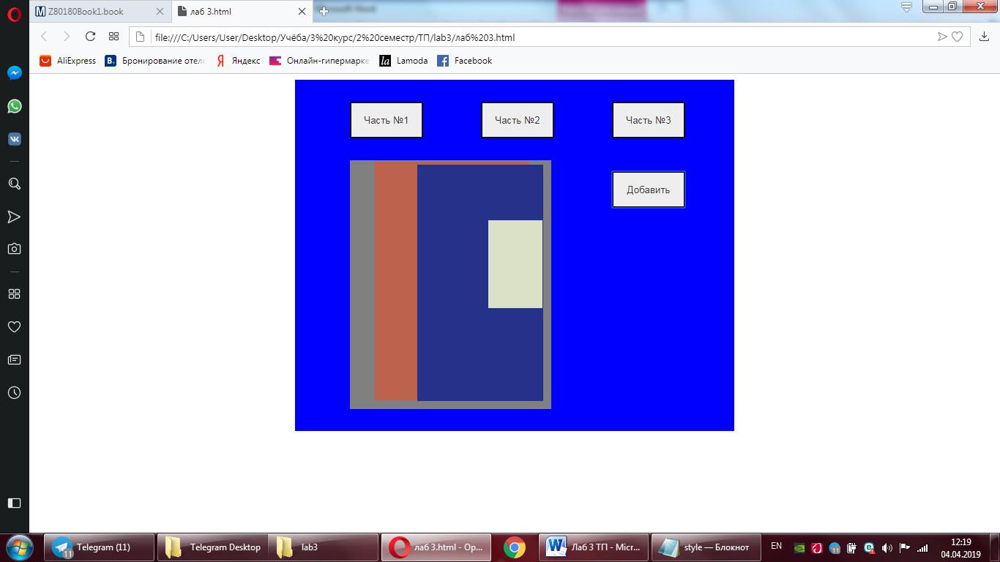 Z80180Book1.book
лаб 3.html
file:///C:/Users/User/Desktop/Учёба/3%20курс/2%20семестр/ТП/lab3/лаб%203.html
AliExpress
Бронирование отеле
Яндекс
Онлайн-гипермарке
Lamoda
Facebook
Часть №1
Часть №2
Часть №3
Добавить
Telegram (11)
Telegram Desktop
lab3
лаб 3.html - Op...
Лаб 3 ТП - Micr...
style — Блокнот
EN
12:19
04.04.2019